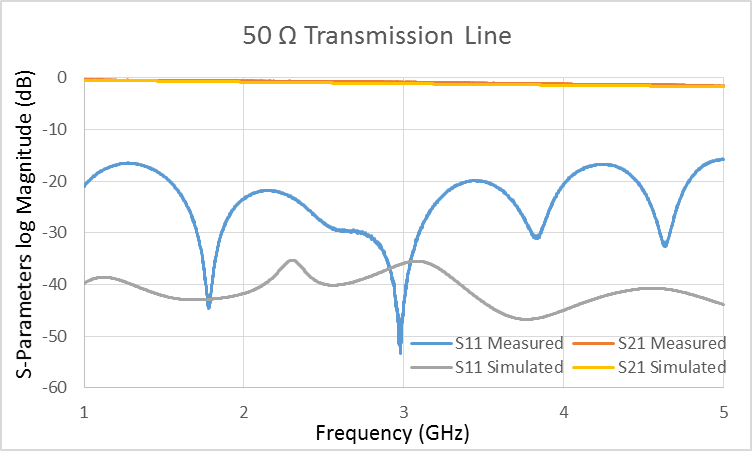 50 Ω Transmission Line
S-Parameters log Magnitude (dB)
0
-10
-20
-30
-40
-50
-60
1
2
3
4
5
Frequency (GHz)
S11 Measured
S21 Measured
S11 Simulated
S21 Simulated